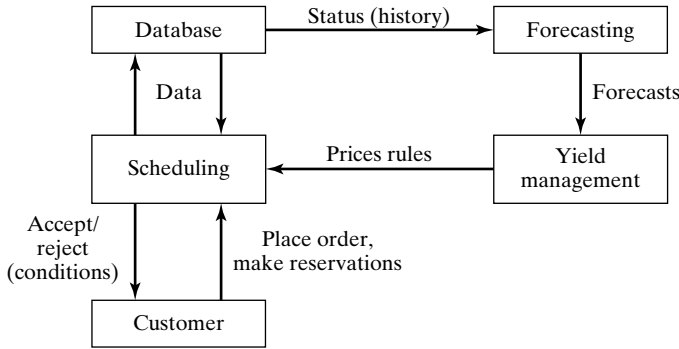 Database
Status (history)
Forecasting
Data
Forecasts
Scheduling
Prices rules
Yield
management
Accept/
reject
(conditions)
Place order,
make reservations
Customer